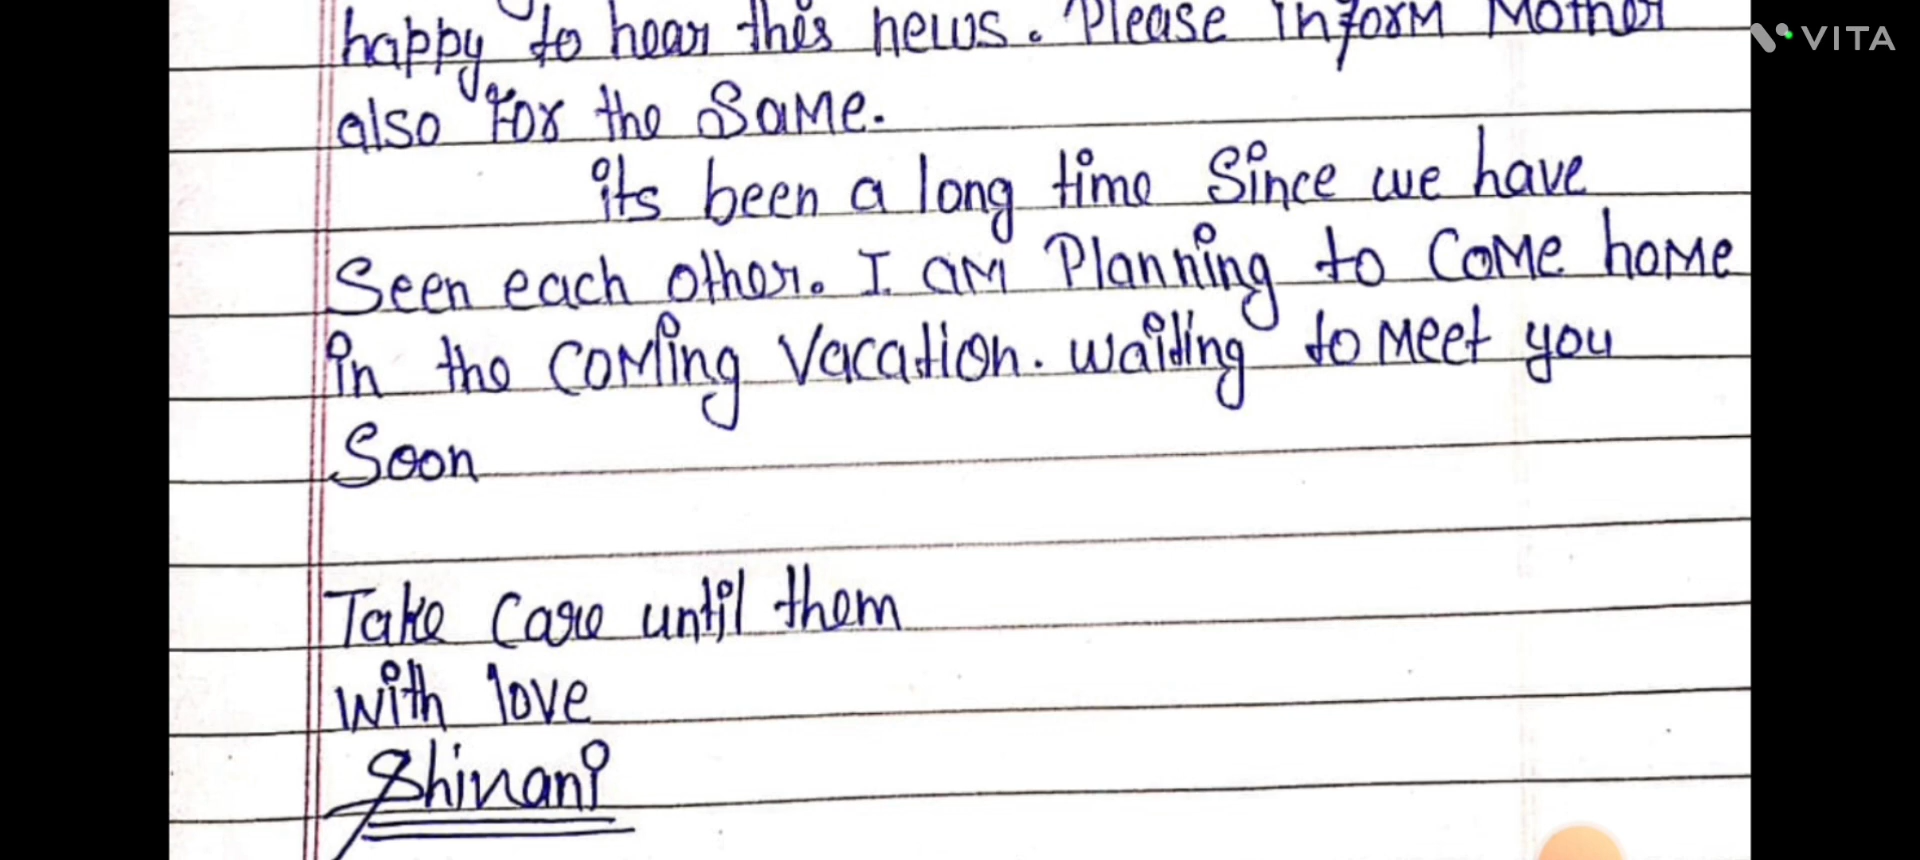 happy to hear this news. Please inform Mother
VITA
also for the Same.
its been a long time Since we have
Seen each other. I am Planning to Come home
in the coming vacation. waiting to meet you
Soon
Take Care until them
with love
Shivani